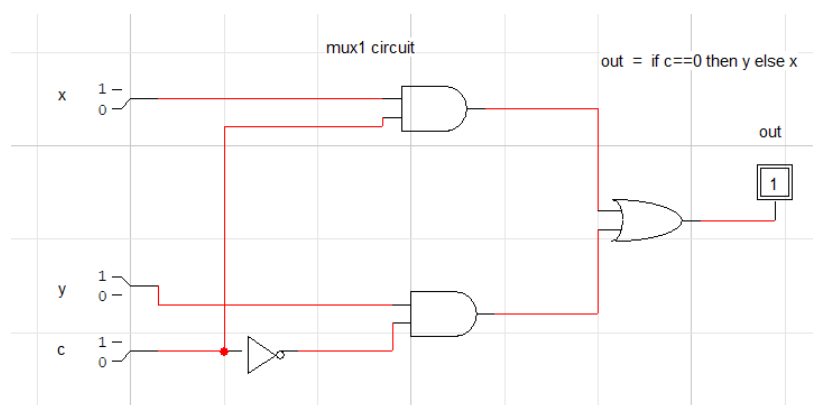 mux1 circuit
out = if c==0 then y else x
x
1
0
out
1
y
1
0
c
1
0